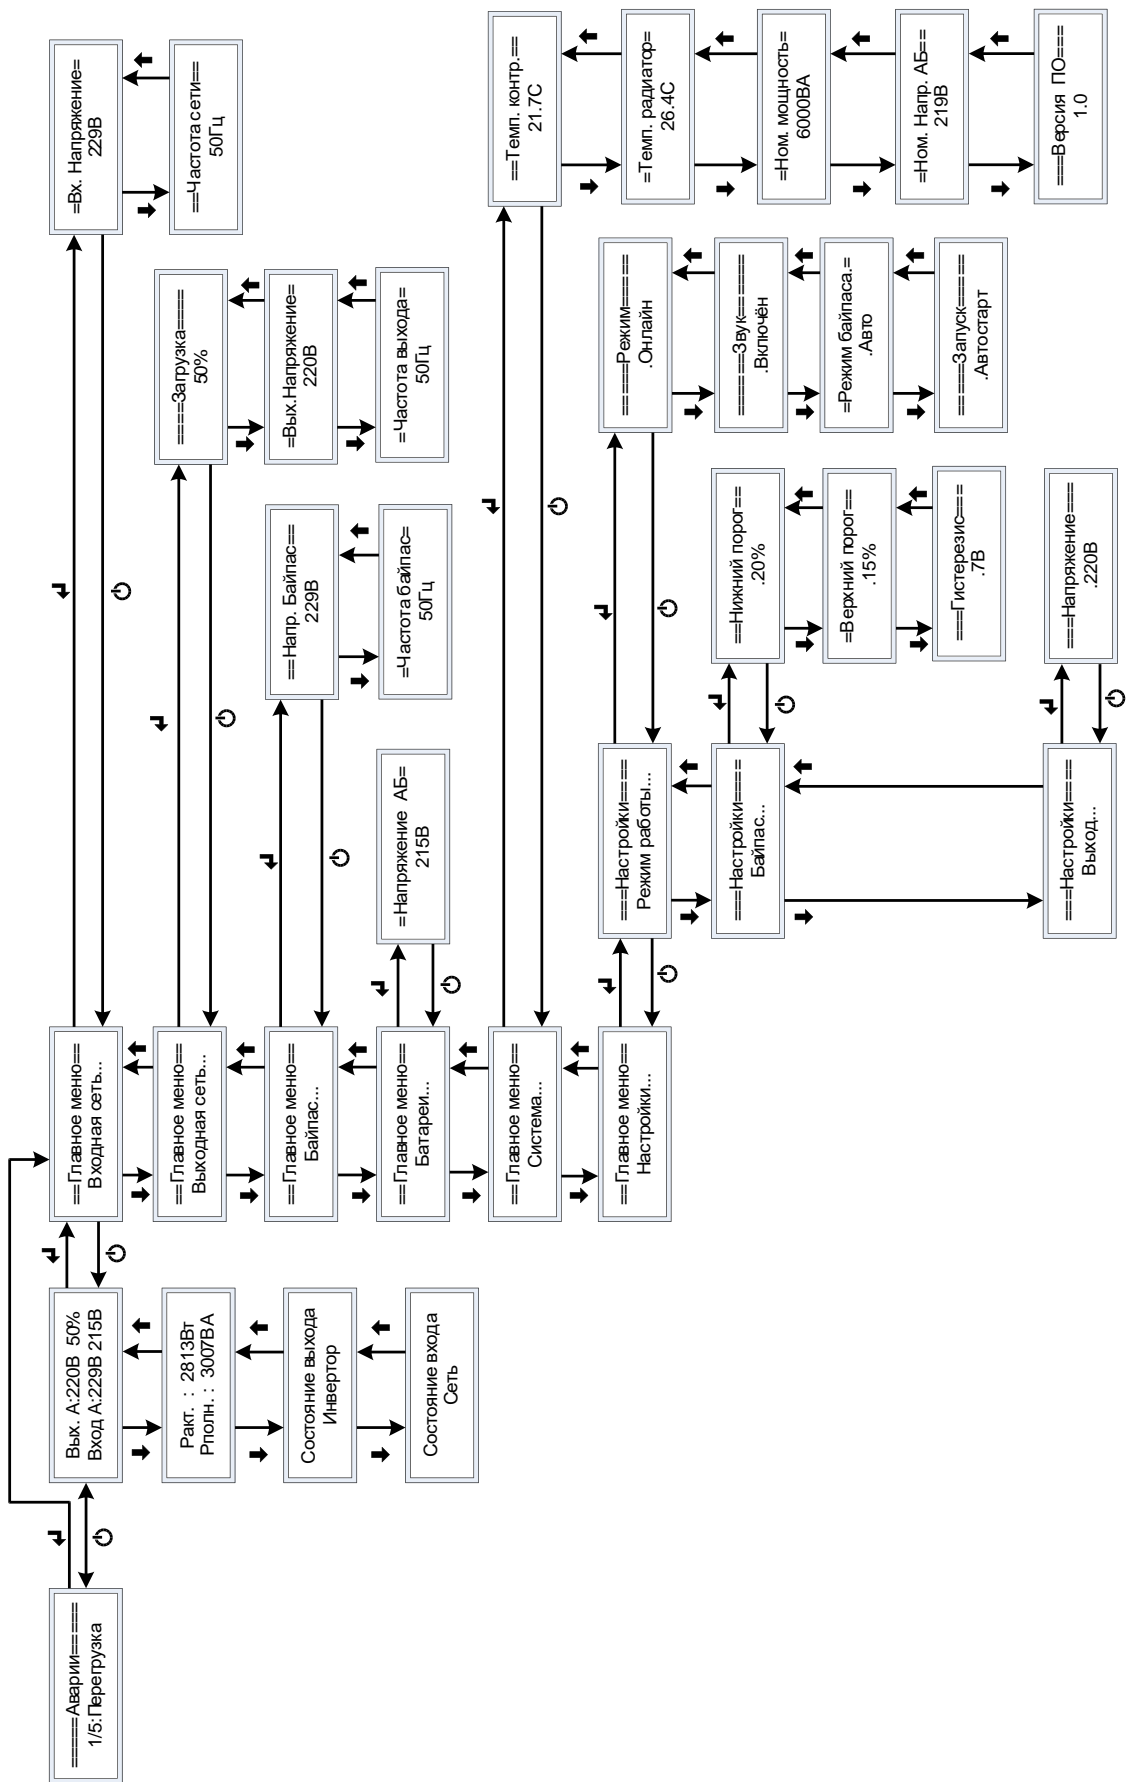 =====Аварии======
1/5:Перегрузка
Вых. А:220В 50%
Вход А:229В 215В
Ракт. : 2813Вт
Рполн. : 3007ВА
Состояние выхода
Инвертор
Состояние входа
Сеть
==Главное меню==
Входная сеть...
==Главное меню==
Выходная сеть...
==Главное меню==
Байпас...
==Главное меню==
Батареи...
==Главное меню==
Система...
==Главное меню==
Настройки...
=Вх. Напряжение=
229В
==Частота сети==
50Гц
====Загрузка====
50%
=Вых.Напряжение=
220В
=Частота выхода=
50Гц
==Напр. Байпас==
229В
=Частота байпас=
50Гц
=Напряжение АБ=
215В
==Темп. контр.==
21.7С
=Темп. радиатор=
26.4С
=Ном. мощность=
6000ВА
=Ном. Напр. АБ==
219В
===Версия ПО====
1.0
===Настройки====
Режим работы...
===Настройки====
Байпас...
===Настройки====
Выход...
=====Режим======
.Онлайн
======Звук======
.Включён
=Режим байпаса.=
.Авто
=====Запуск=====
.Автостарт
==Нижний порог==
.20%
=Верхний порог==
.15%
===Гистерезис===
.7В
===Напряжение===
.220В